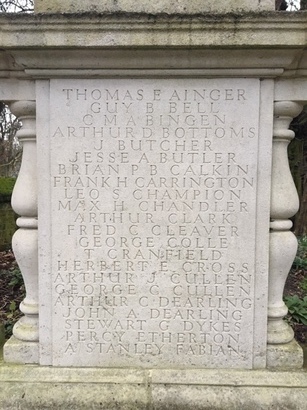 THOMAS E AINGER
GUY B BELL
C M A BINGEN
ARTHUR D BOTTOMS
J BUTCHER
JESSE A BUTLER
BRIAN P B CALKIN
FRANK H CARRINGTON
LEO S CHAMPION
MAX H CHANDLER
ARTHUR CLARK
FRED C CLEAVER
GEORGE COLLE
T CRANFIELD
HERBERT E CROSS
ARTHUR J CULLEN
GEORGE G CULLEN
ARTHUR C DEARLING
JOHN A DEARLING
STEWART G DYKES
PERCY ETHERTON
A STANLEY FABIAN